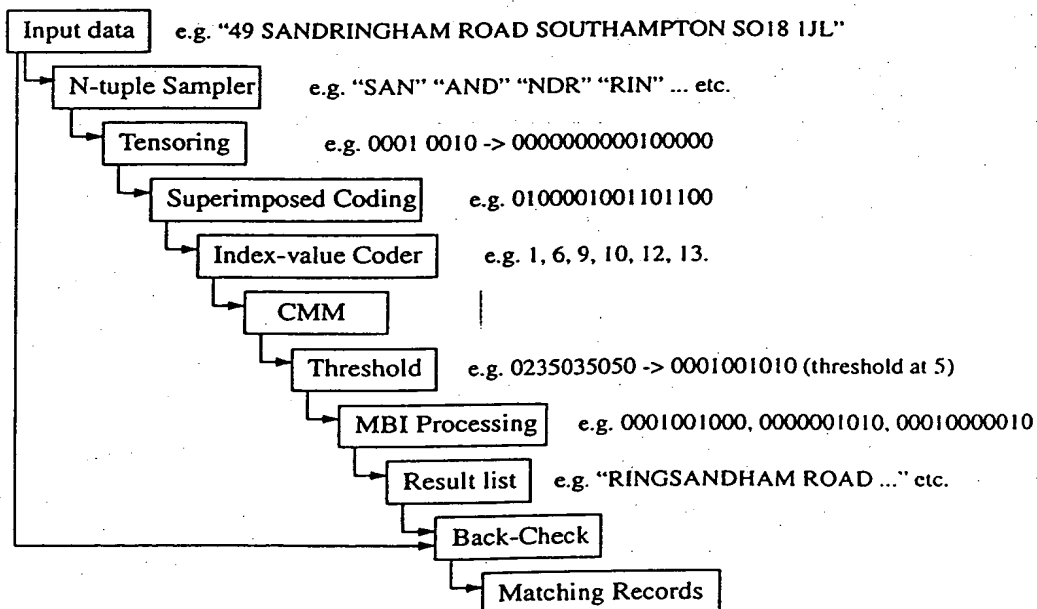 Input data e.g. “49 SANDRINGHAM ROAD SOUTHAMPTON SO18 1JL”
N-tuple Sampler e.g. “SAN” “AND” “NDR” “RIN” ... etc.
Tensoring e.g. 0001 0010 -> 0000000000100000
Superimposed Coding e.g. 0100001001101100
Index-value Coder e.g. 1, 6, 9, 10, 12, 13.
CMM
Threshold e.g. 0235035050 -> 0001001010 (threshold at 5)
MBI Processing e.g. 0001001000, 0000001010, 00010000010
Result list e.g. “RINGSANDHAM ROAD ...” etc.
Back-Check
Matching Records